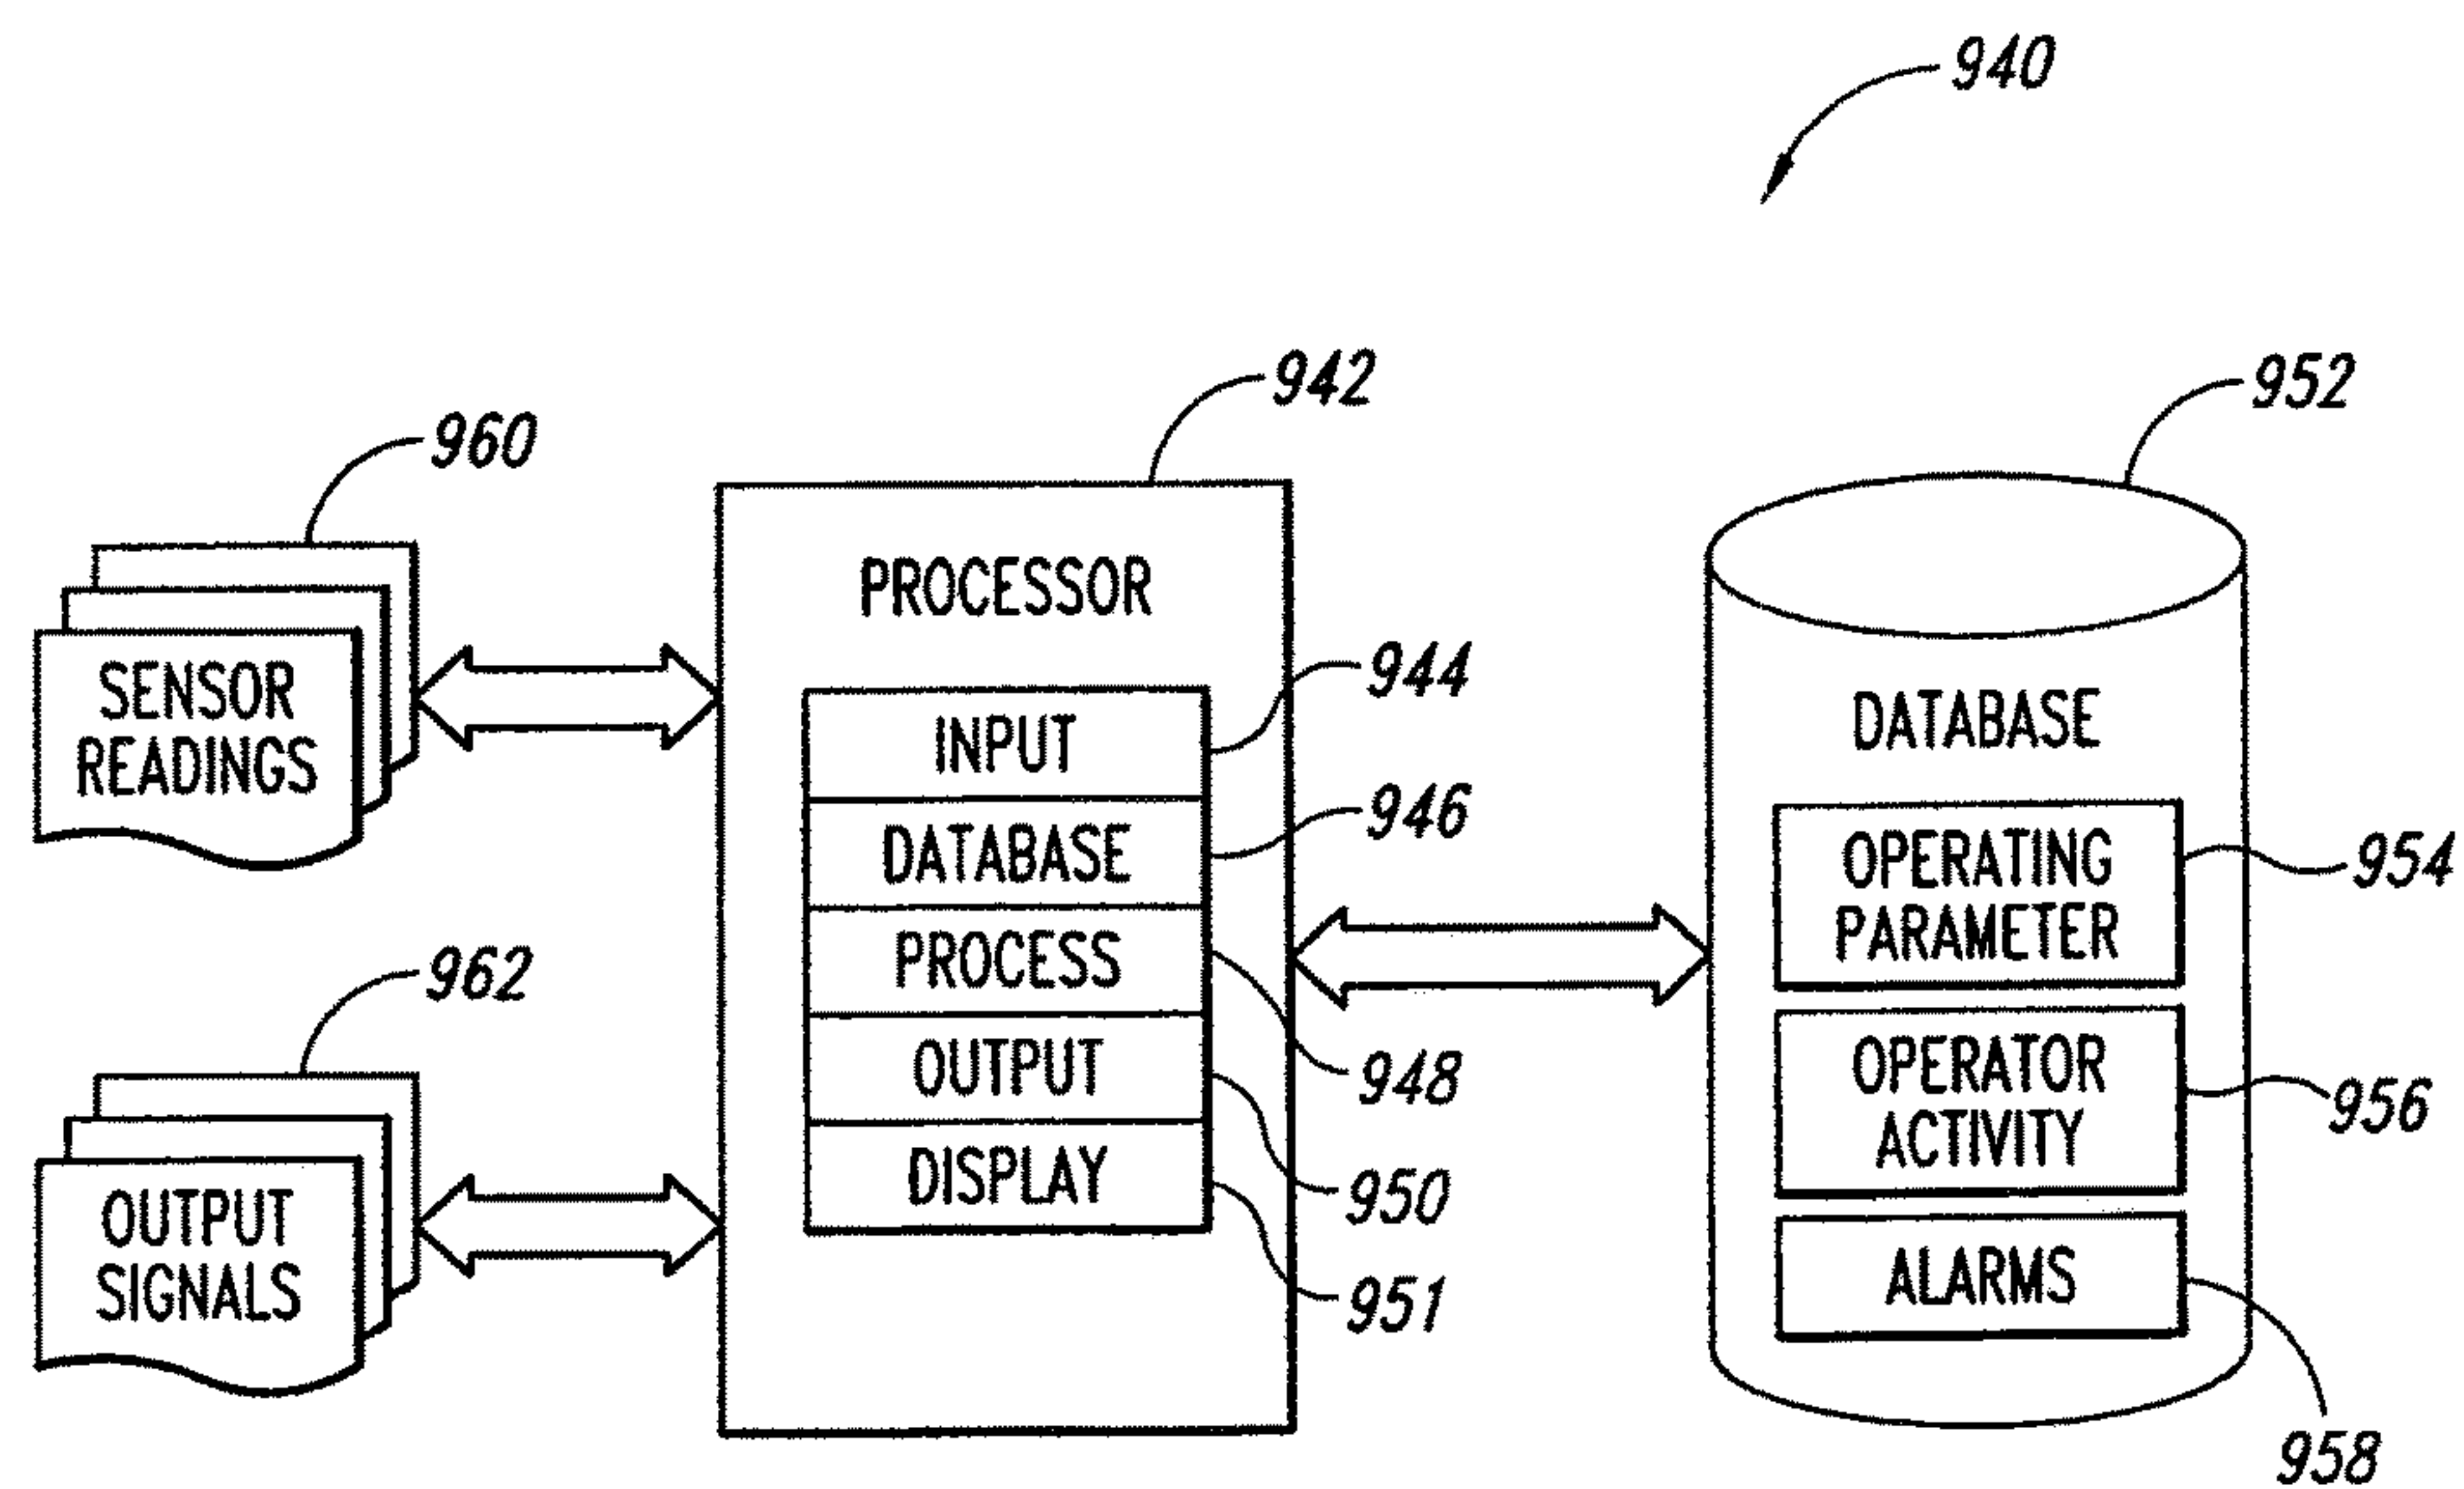 940
942
952
960
PROCESSOR
944
SENSOR
READINGS
INPUT
DATABASE
946
DATABASE
OPERATING
PARAMETER
954
PROCESS
962
948
OUTPUT
OPERATOR
ACTIVITY
956
950
DISPLAY
OUTPUT
SIGNALS
951
ALARMS
958